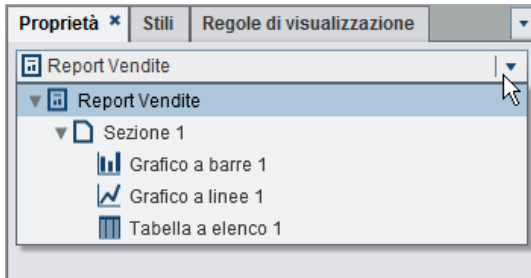 Proprietà × Stili Regole di visualizzazione
Report Vendite
Report Vendite
Sezione 1
Grafico a barre 1
Grafico a linee 1
Tabella a elenco 1